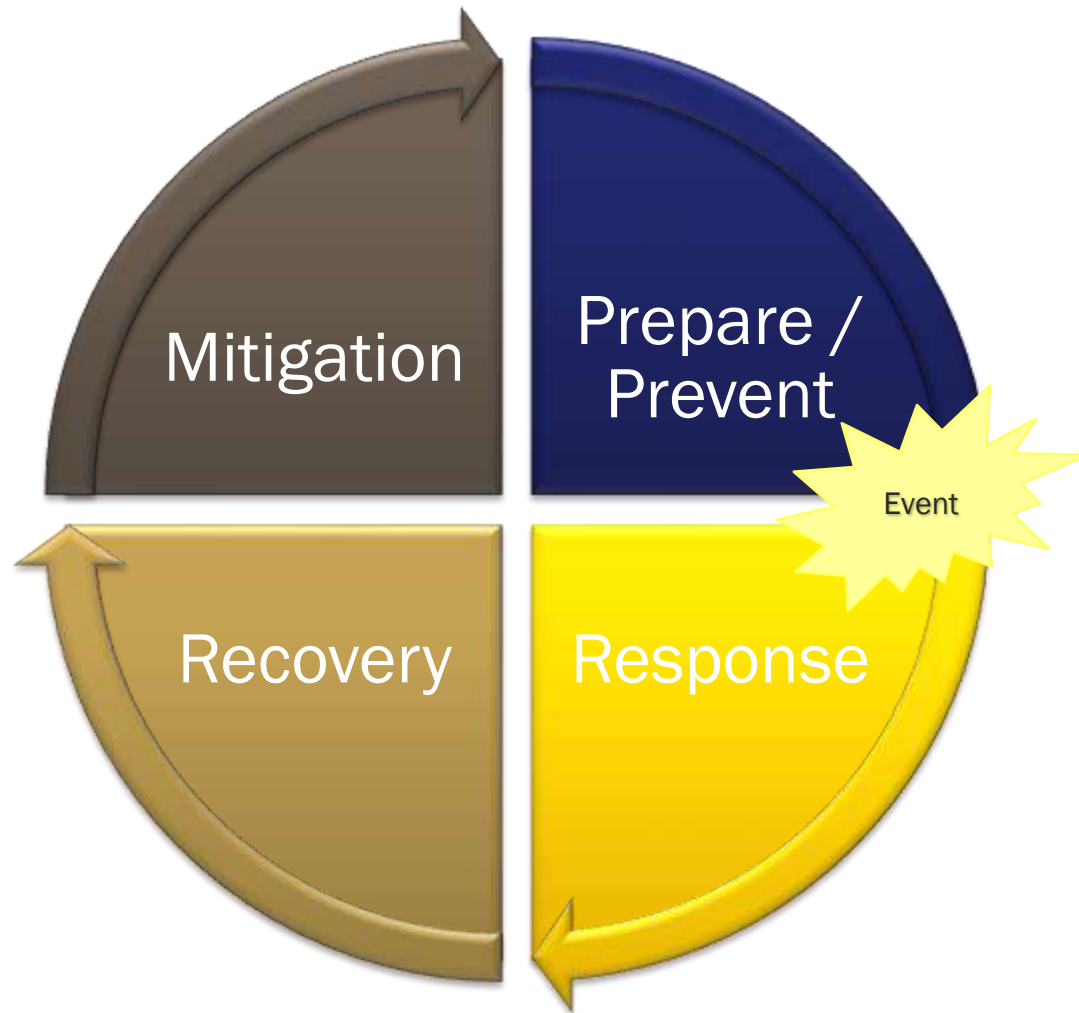 Mitigation
Prepare /
Prevent
Event
Recovery
Response